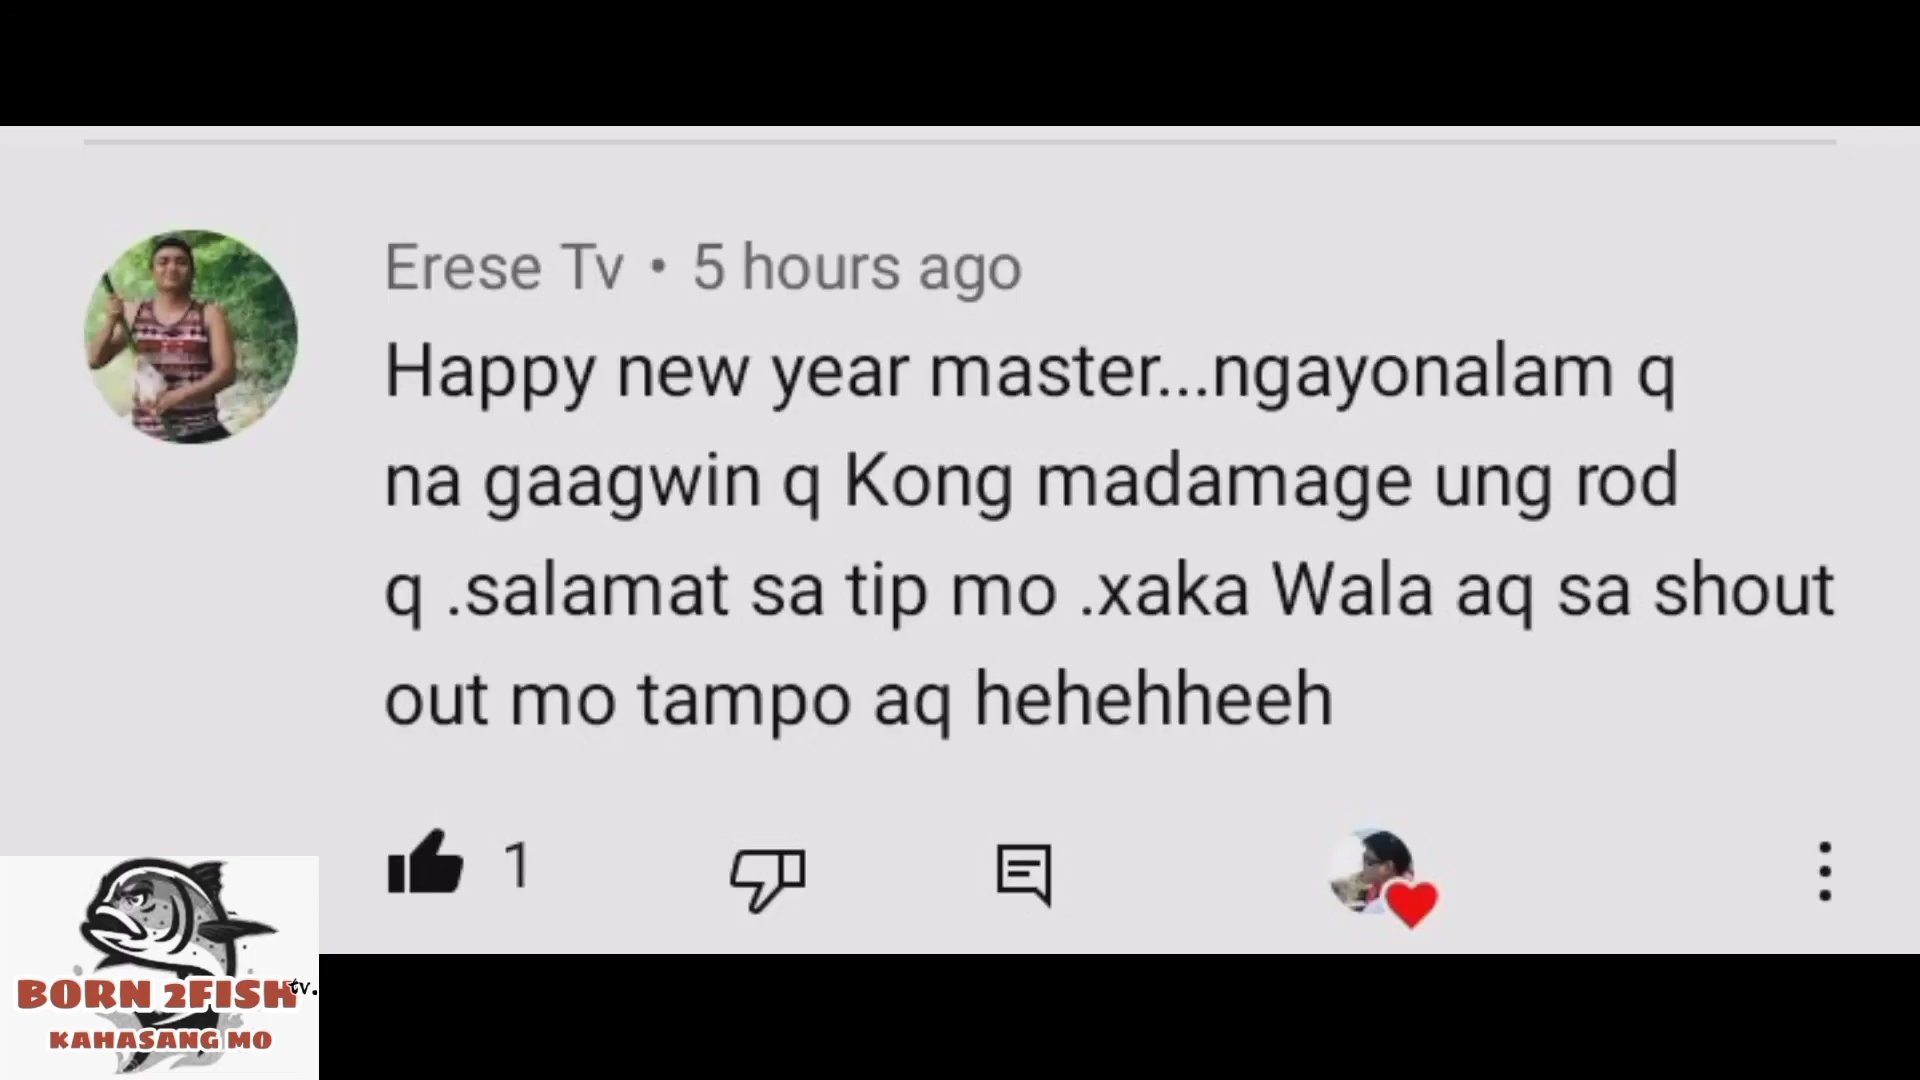 Erese Tv • 5 hours ago
Happy new year master...ngayonalam q
na gaagwin q Kong madamage ung rod
q .salamat sa tip mo .xaka Wala aq sa shout
out mo tampo aq hehehheeh
1
BORN 2FISH tv.
KAHASANG MO